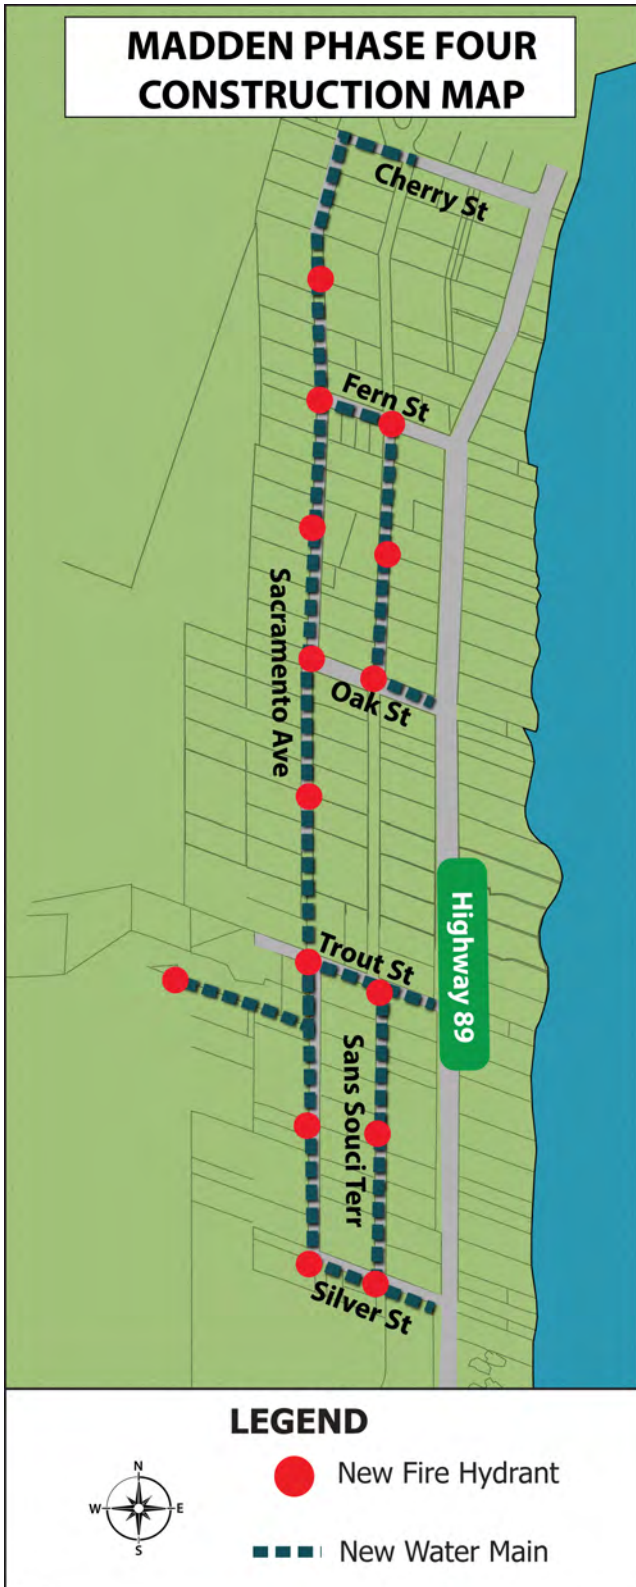 MADDEN PHASE FOUR
CONSTRUCTION MAP
Cherry St
Fern St
Sacramento Ave
Oak St
Highway 89
Trout St
Sans Souci Terr
Silver St
LEGEND
New Fire Hydrant
N
W E
S
New Water Main